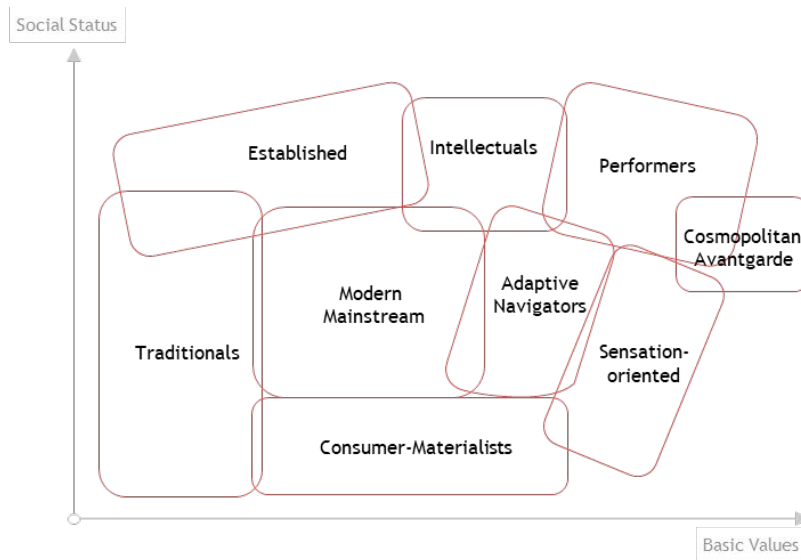 Social Status
Established
Intellectuals
Performers
Cosmopolitan
Avantgarde
Modern
Mainstream
Adaptive
Navigators
Traditionals
Sensation-
oriented
Consumer-Materialists
Basic Values